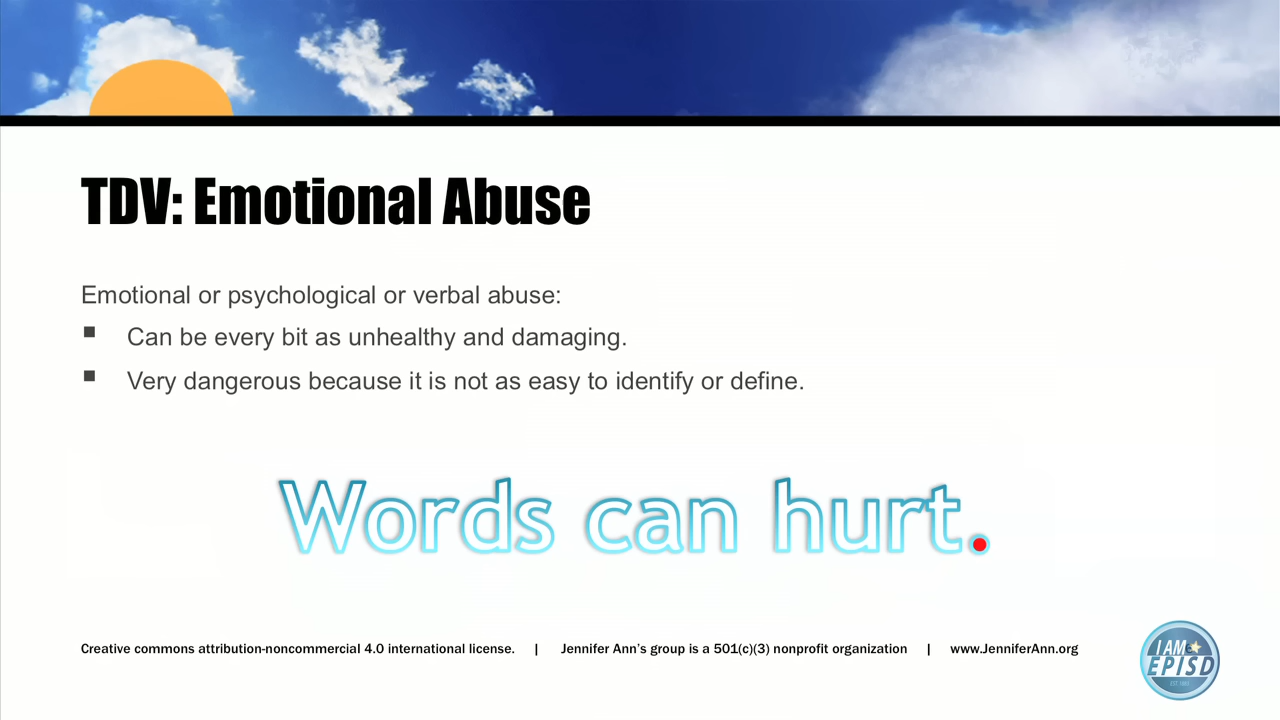 TDV: Emotional Abuse
Emotional or psychological or verbal abuse:
▪ Can be every bit as unhealthy and damaging.
▪ Very dangerous because it is not as easy to identify or define.
Words can hurt.
Creative commons attribution-noncommercial 4.0 international license. | Jennifer Ann's group is a 501(c)(3) nonprofit organization | www.JenniferAnn.org
I AM
EPISD